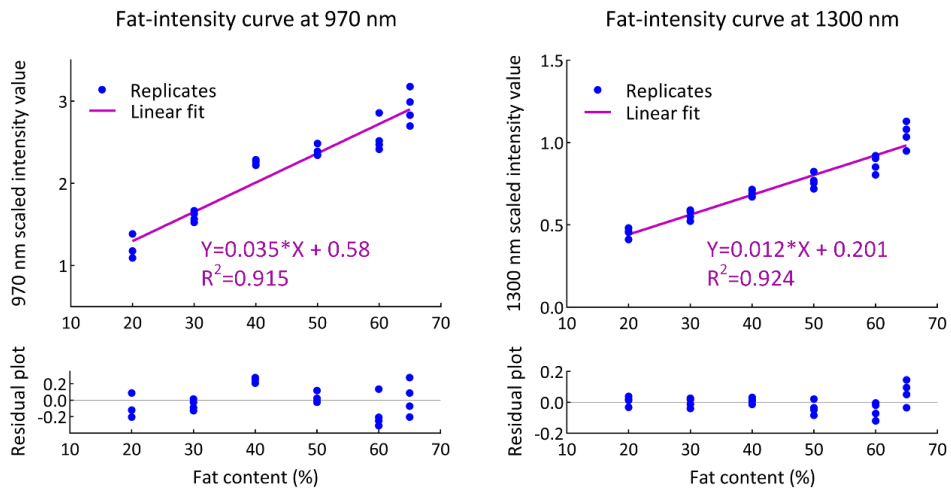 Fat-intensity curve at 970 nm
970 nm scaled intensity value
3
2
1
Replicates
Linear fit
Y=0.035*X + 0.58
R²=0.915
10 20 30 40 50 60 70
Residual plot
0.2
0.0
-0.2
10 20 30 40 50 60 70
Fat content (%)
Fat-intensity curve at 1300 nm
1300 nm scaled intensity value
1.5
1.0
0.5
0.0
Replicates
Linear fit
Y=0.012*X + 0.201
R²=0.924
10 20 30 40 50 60 70
Residual plot
0.2
0.0
-0.2
10 20 30 40 50 60 70
Fat content (%)